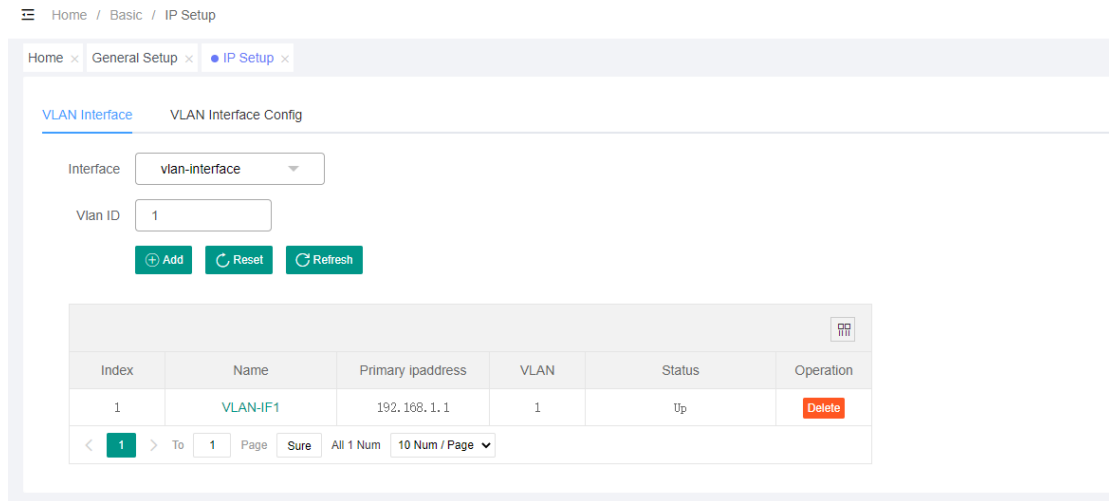 Home / Basic / IP Setup
Home × General Setup × IP Setup ×
VLAN Interface VLAN Interface Config
Interface vlan-interface
Vlan ID 1
Add Reset Refresh
Index Name Primary ipaddress VLAN Status Operation
1 VLAN-IF1 192.168.1.1 1 Up Delete
< 1 > To 1 Page Sure All 1 Num 10 Num / Page